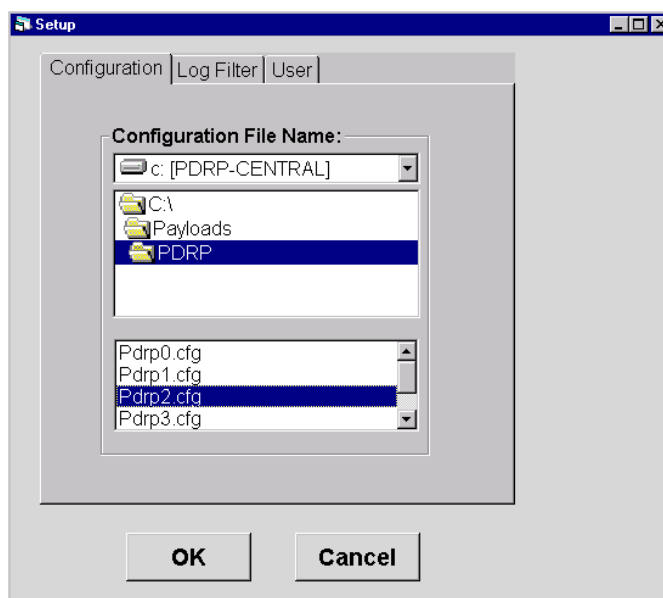 Setup
Configuration Log Filter User
Configuration File Name:
c: [PDRP-CENTRAL]
C:\
Payloads
PDRP
Pdrp0.cfg
Pdrp1.cfg
Pdrp2.cfg
Pdrp3.cfg
OK Cancel